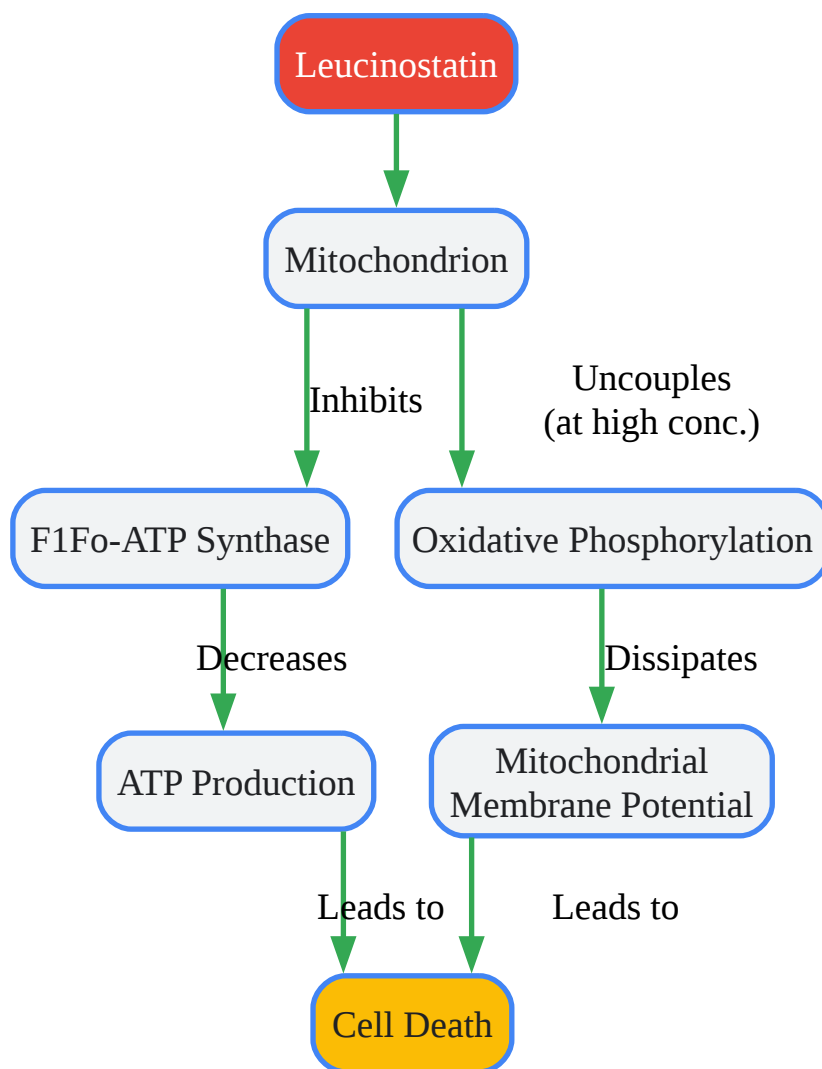 Leucinostatin
Mitochondrion
Inhibits
Uncouples
(at high conc.)
F1Fo-ATP Synthase
Oxidative Phosphorylation
Decreases
Dissipates
ATP Production
Mitochondrial
Membrane Potential
Leads to
Leads to
Cell Death